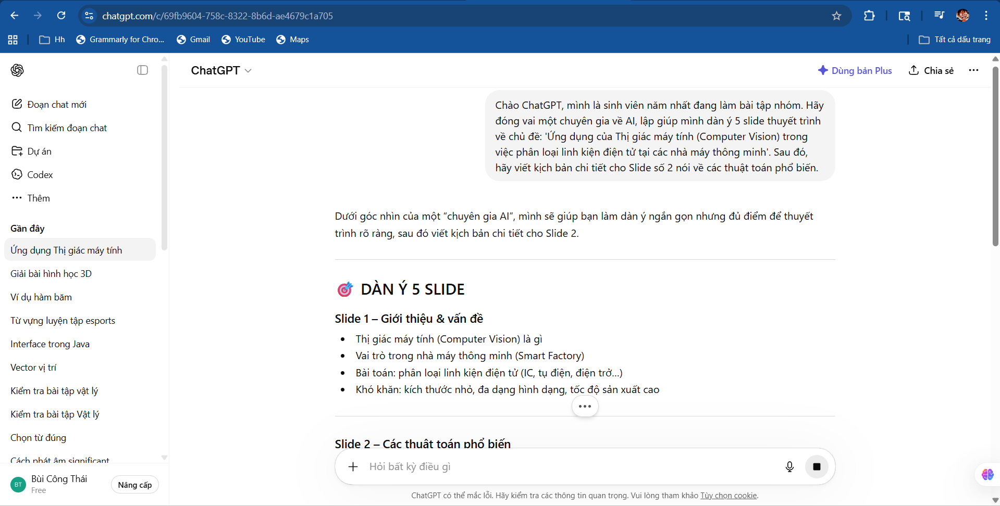 chatgpt.com/c/69fb9604-758c-8322-8b6d-ae4679c1a705
Hh
Grammarly for Chro...
Gmail
YouTube
Maps
Tất cả dấu trang
ChatGPT
Dùng bản Plus
Chia sẻ
Đoạn chat mới
Tìm kiếm đoạn chat
Dự án
Codex
Thêm
Gần đây
Ứng dụng Thị giác máy tính
Giải bài hình học 3D
Ví dụ hàm băm
Từ vựng luyện tập esports
Interface trong Java
Vector vị trí
Kiểm tra bài tập vật lý
Kiểm tra bài tập Vật lý
Chọn từ đúng
Cách phát âm significant
BT
Bùi Công Thái
Free
Nâng cấp
Chào ChatGPT, mình là sinh viên năm nhất đang làm bài tập nhóm. Hãy
đóng vai một chuyên gia về AI, lập giúp mình dàn ý 5 slide thuyết trình
về chủ đề: 'Ứng dụng của Thị giác máy tính (Computer Vision) trong
việc phân loại linh kiện điện tử tại các nhà máy thông minh'. Sau đó,
hãy viết kịch bản chi tiết cho Slide số 2 nói về các thuật toán phổ biến.
Dưới góc nhìn của một “chuyên gia AI”, mình sẽ giúp bạn làm dàn ý ngắn gọn nhưng đủ điểm để thuyết
trình rõ ràng, sau đó viết kịch bản chi tiết cho Slide 2.
🎯 DÀN Ý 5 SLIDE
Slide 1 – Giới thiệu & vấn đề
• Thị giác máy tính (Computer Vision) là gì
• Vai trò trong nhà máy thông minh (Smart Factory)
• Bài toán: phân loại linh kiện điện tử (IC, tụ điện, điện trở...)
• Khó khăn: kích thước nhỏ, đa dạng hình dạng, tốc độ sản xuất cao
Slide 2 – Các thuật toán phổ biến
Hỏi bất kỳ điều gì
ChatGPT có thể mắc lỗi. Hãy kiểm tra các thông tin quan trọng. Vui lòng tham khảo Tùy chọn cookie.